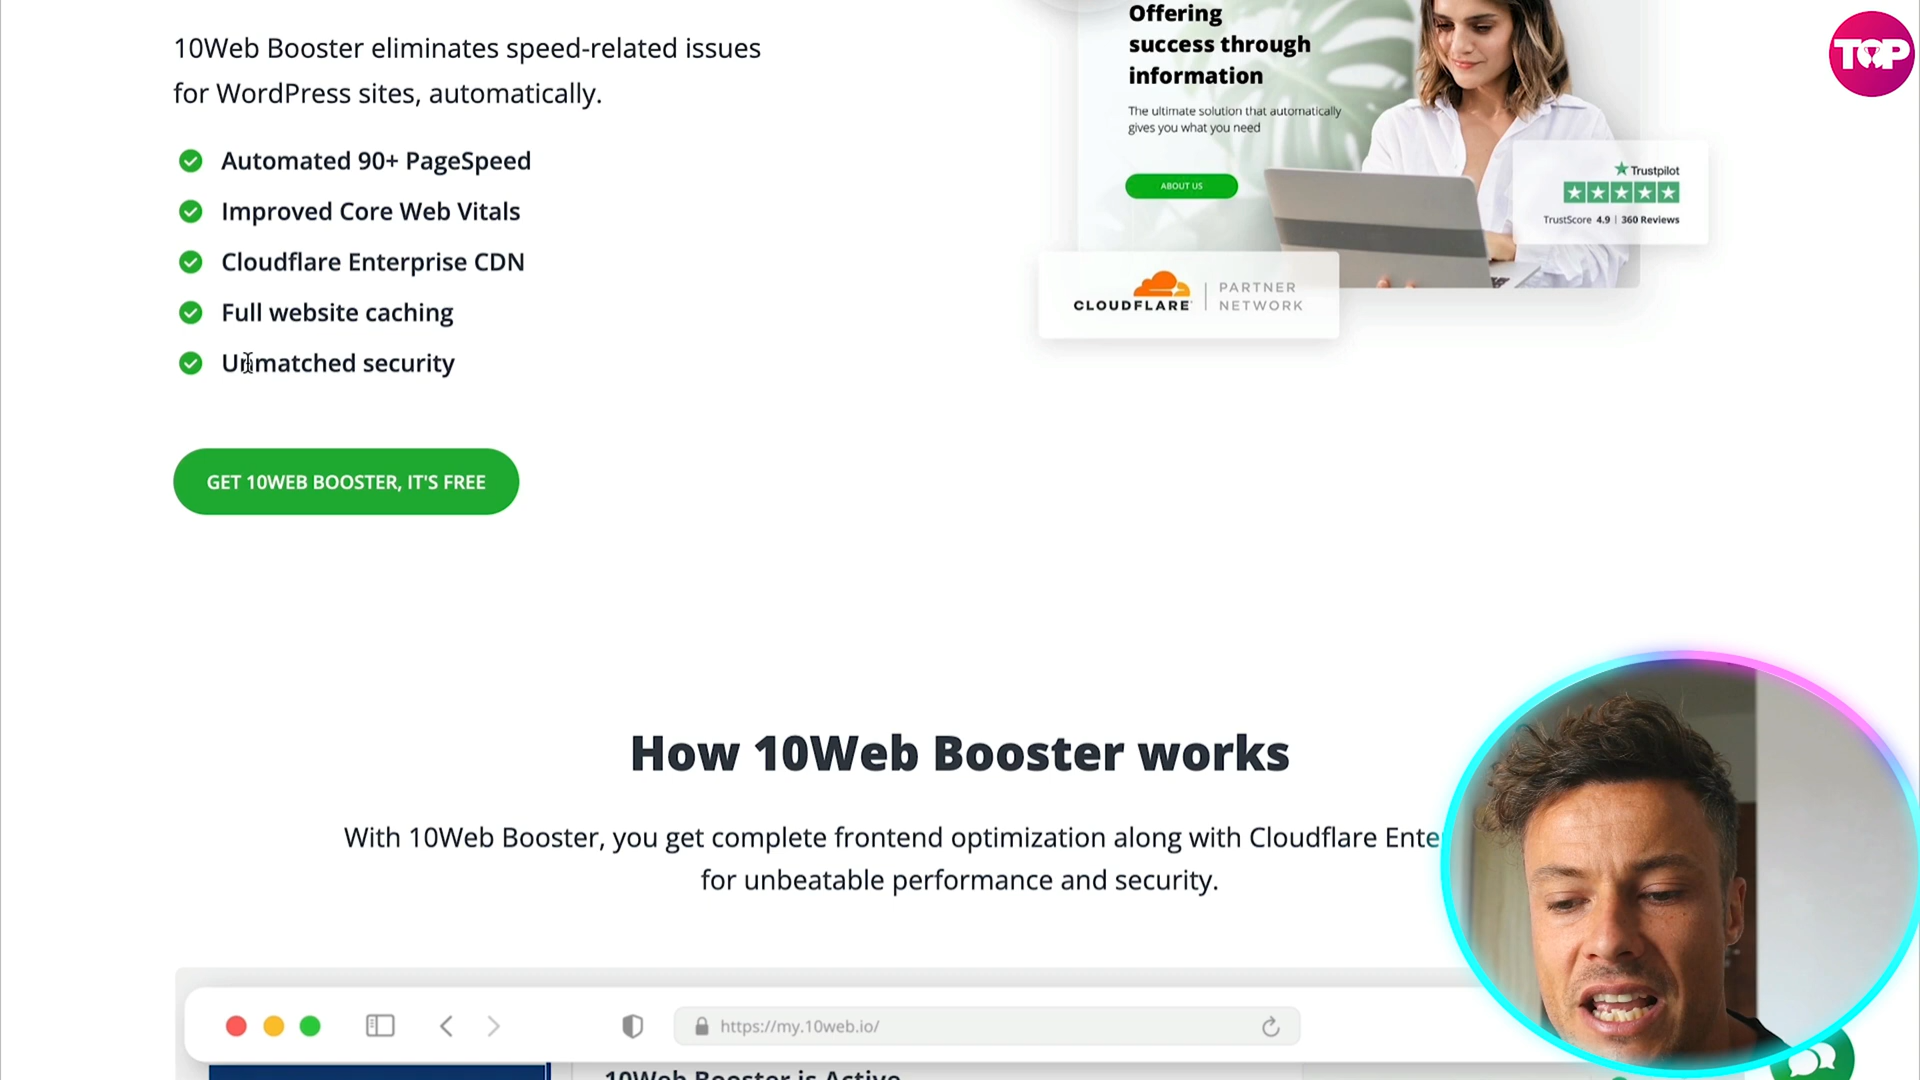 Offering
success through
information
The ultimate solution that automatically
gives you what you need
ABOUT US
TOP
Trustpilot
TrustScore 4.9 | 360 Reviews
CLOUDFLARE
PARTNER
NETWORK
10Web Booster eliminates speed-related issues
for WordPress sites, automatically.
Automated 90+ PageSpeed
Improved Core Web Vitals
Cloudflare Enterprise CDN
Full website caching
Unmatched security
GET 10WEB BOOSTER, IT'S FREE
How 10Web Booster works
With 10Web Booster, you get complete frontend optimization along with Cloudflare Ente
for unbeatable performance and security.
https://my.10web.io/
10Web Booster is Active